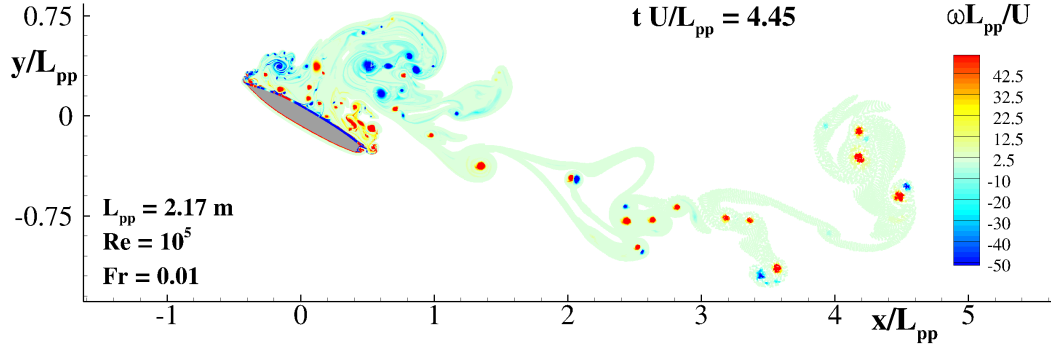 0.75
t U/Lpp = 4.45
ωLpp/U
y/Lpp
0
-0.75
42.5
32.5
22.5
12.5
2.5
-10
-20
-30
-40
-50
Lpp = 2.17 m
Re = 10⁵
Fr = 0.01
-1
0
1
2
3
4
5
x/Lpp